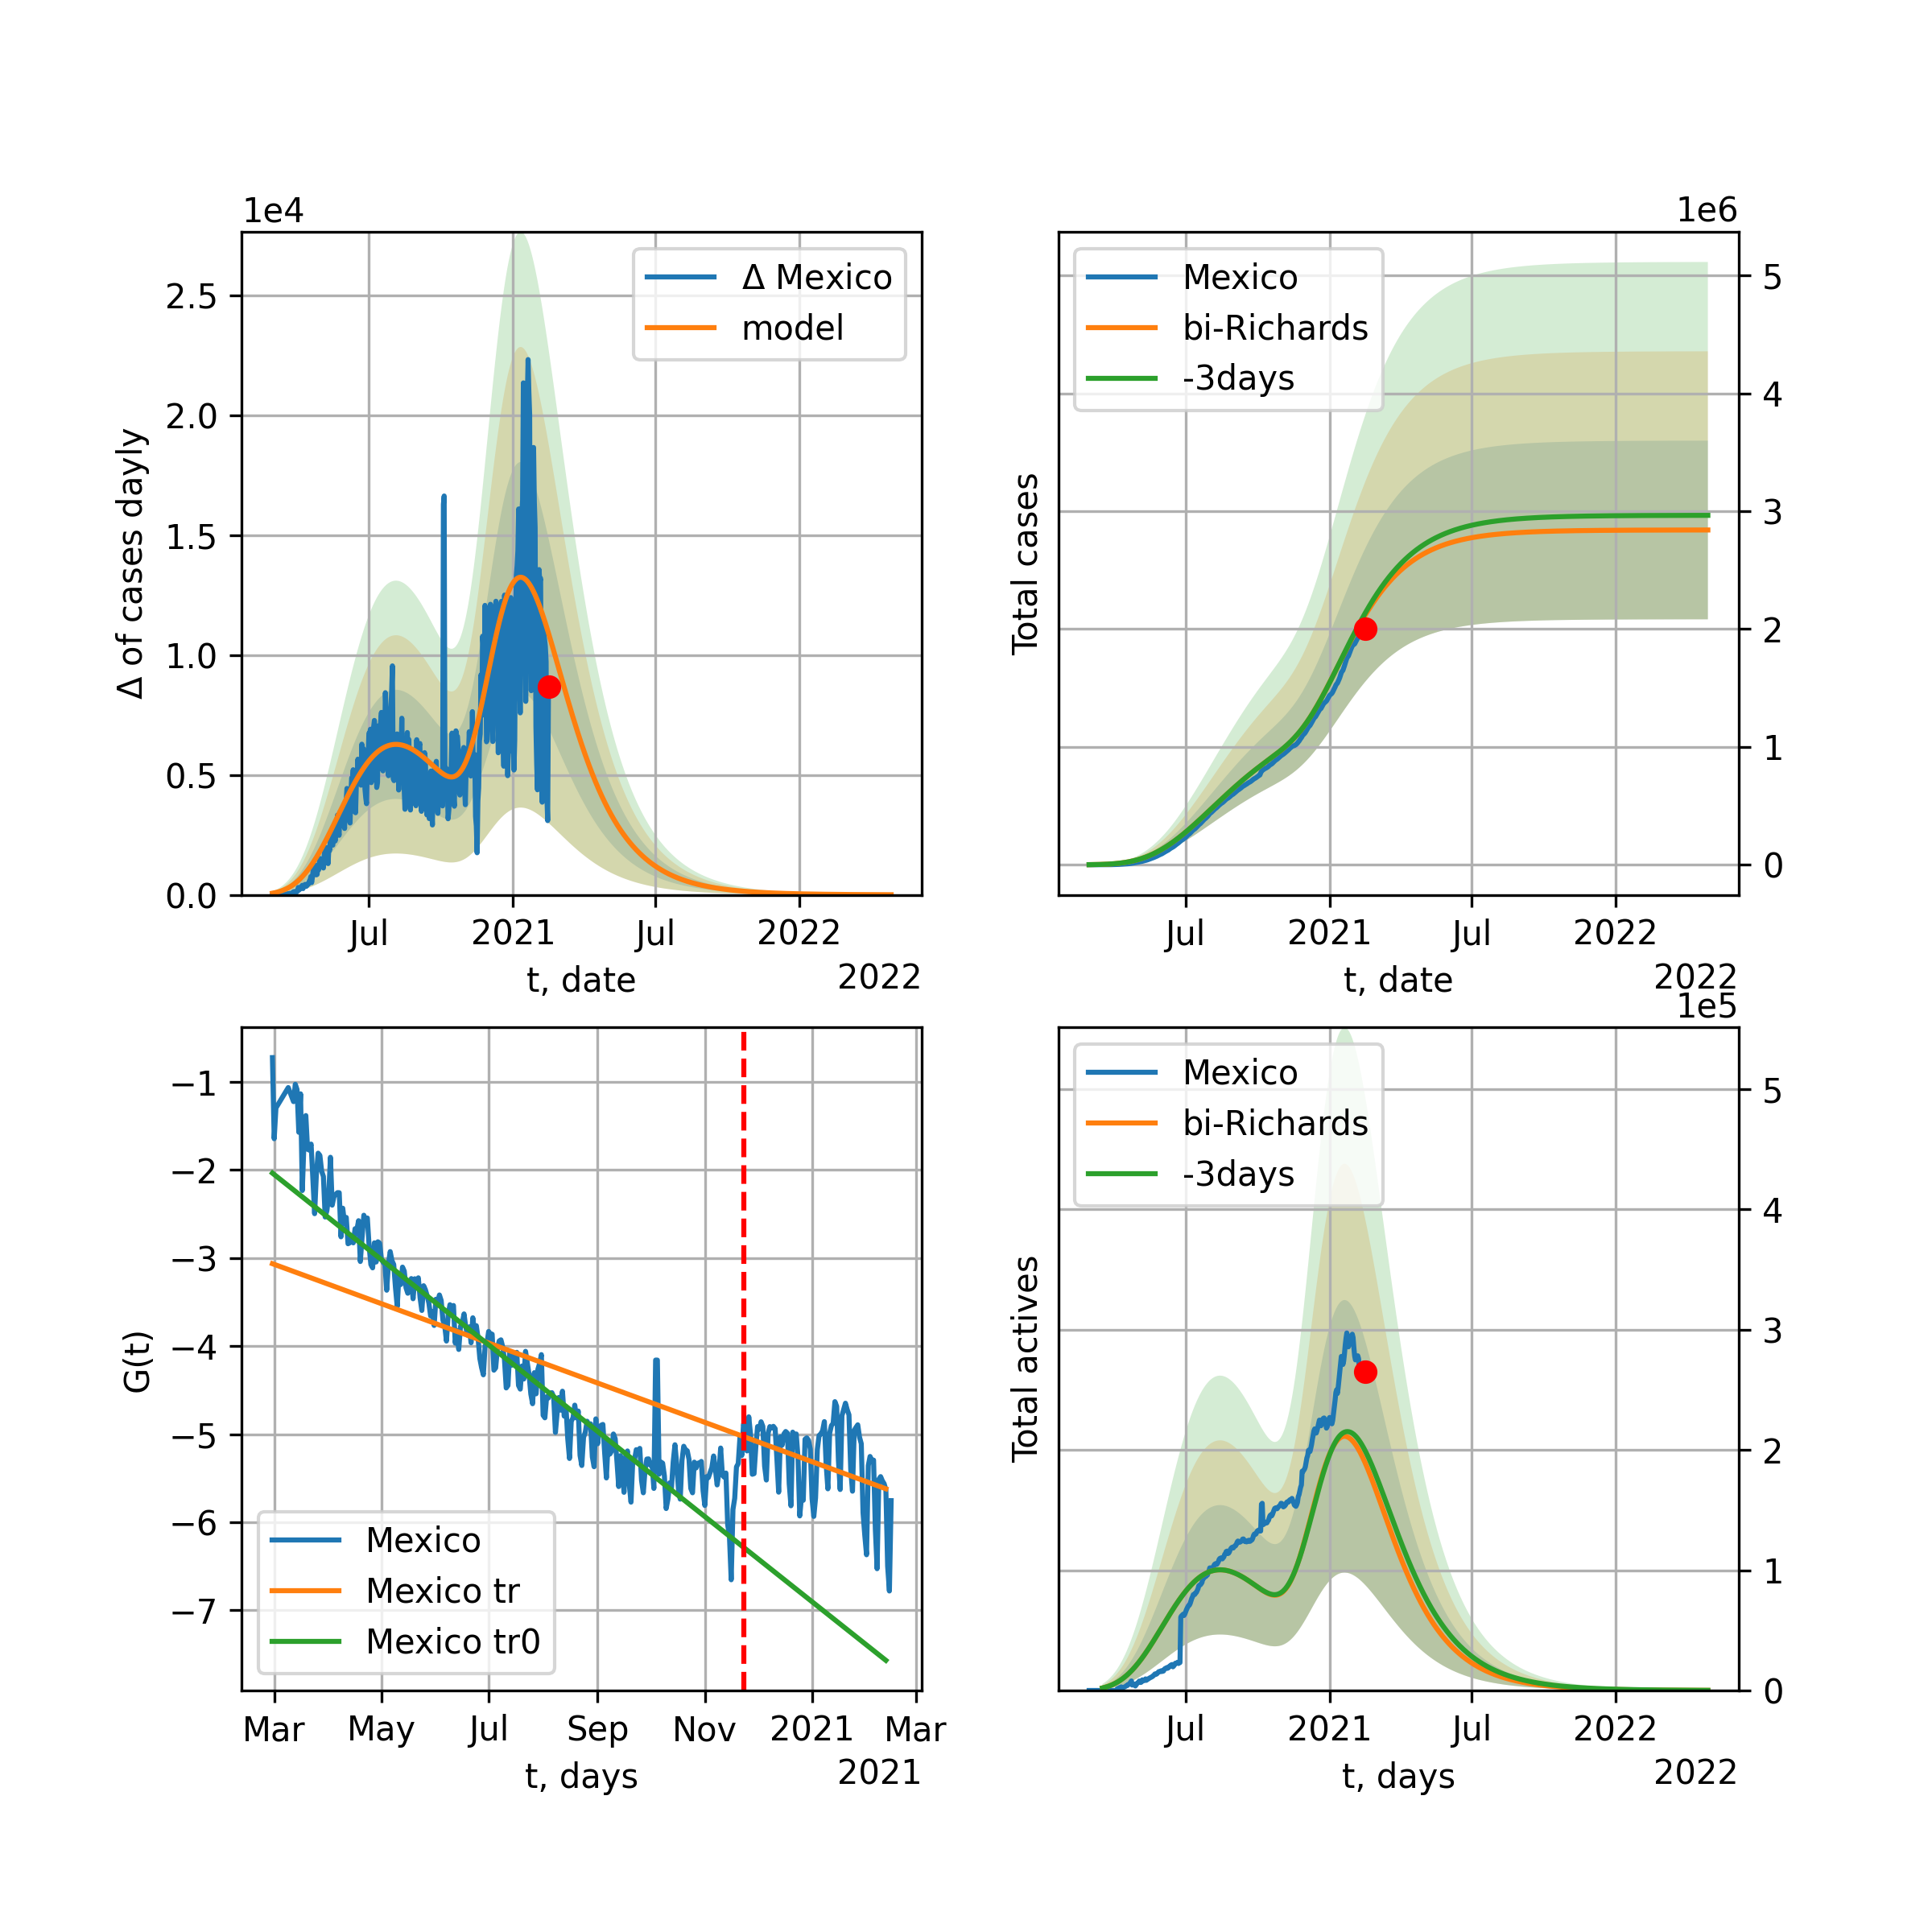 1e4
2.5
2.0
1.5
1.0
0.5
0.0
Δ of cases dayly
Δ Mexico
model
Jul
2021
Jul
2022
t, date
2022
1e6
Total cases
Mexico
bi-Richards
-3days
5
4
3
2
1
0
Jul
2021
Jul
2022
t, date
2022
−1
−2
−3
−4
−5
−6
−7
G(t)
Mexico
Mexico tr
Mexico tr0
Mar
May
Jul
Sep
Nov
2021
Mar
t, days
2021
1e5
Total actives
Mexico
bi-Richards
-3days
5
4
3
2
1
0
Jul
2021
Jul
2022
t, days
2022